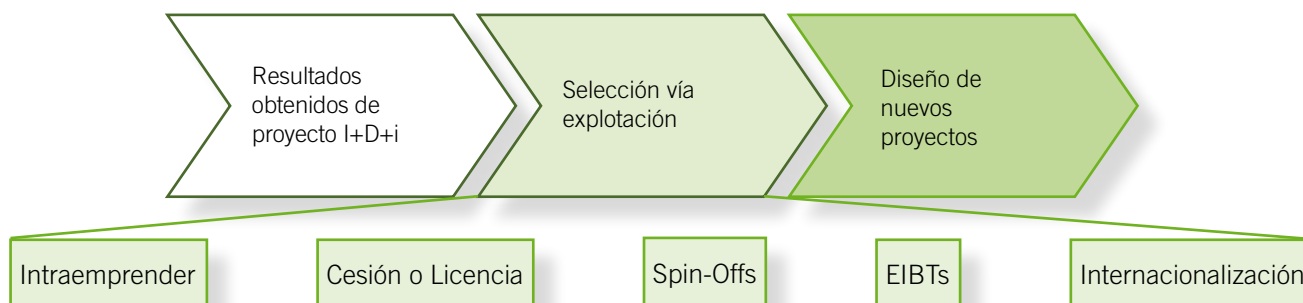 Resultados
obtenidos de
proyecto I+D+i
Selección vía
explotación
Diseño de
nuevos
proyectos
Intraemprender
Cesión o Licencia
Spin-Offs
EIBTs
Internacionalización